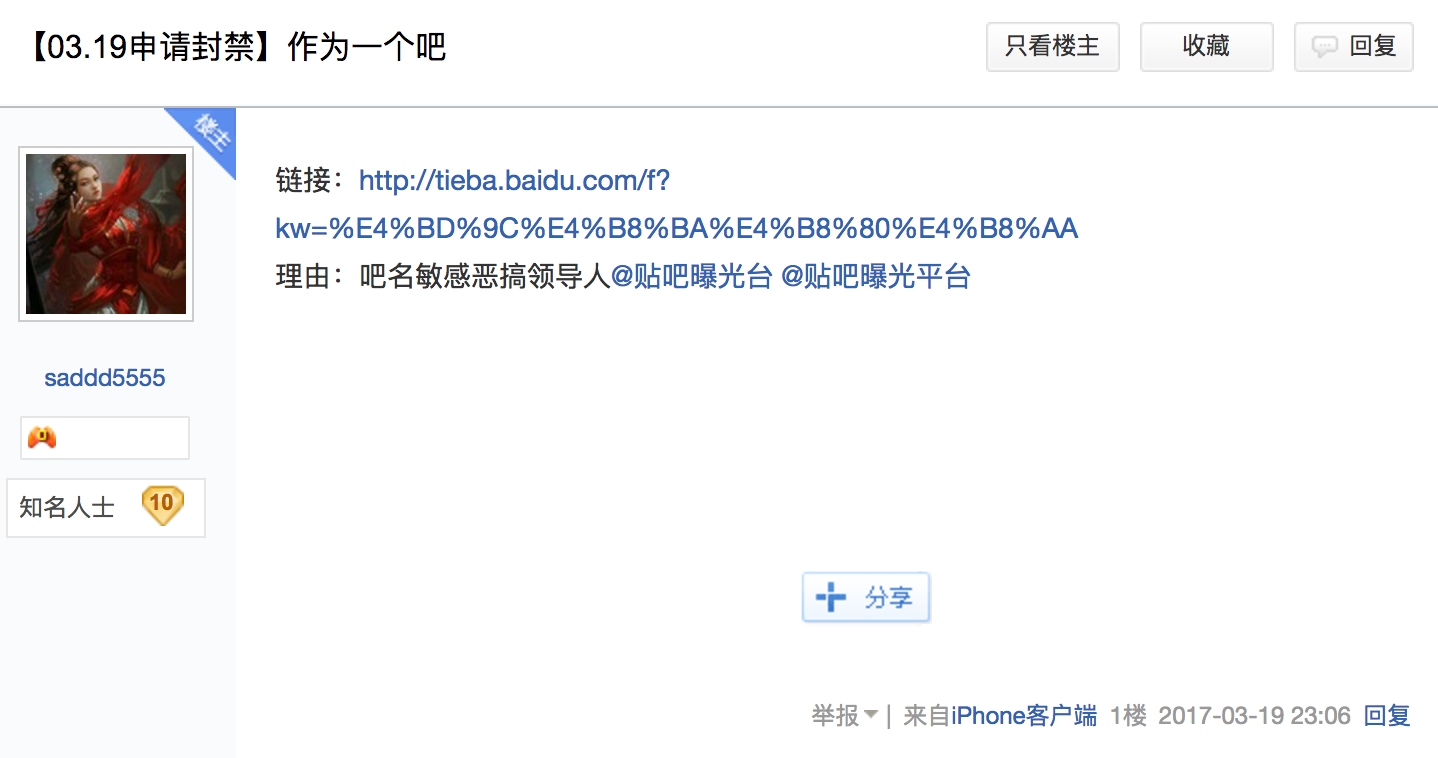 【03.19申请封禁】作为一个吧
只看楼主
收藏
回复
楼主
链接：http://tieba.baidu.com/f?
kw=%E4%BD%9C%E4%B8%BA%E4%B8%80%E4%B8%AA
理由：吧名敏感恶搞领导人@贴吧曝光台 @贴吧曝光平台
saddd5555
知名人士 10
分享
举报 | 来自iPhone客户端 1楼 2017-03-19 23:06 回复